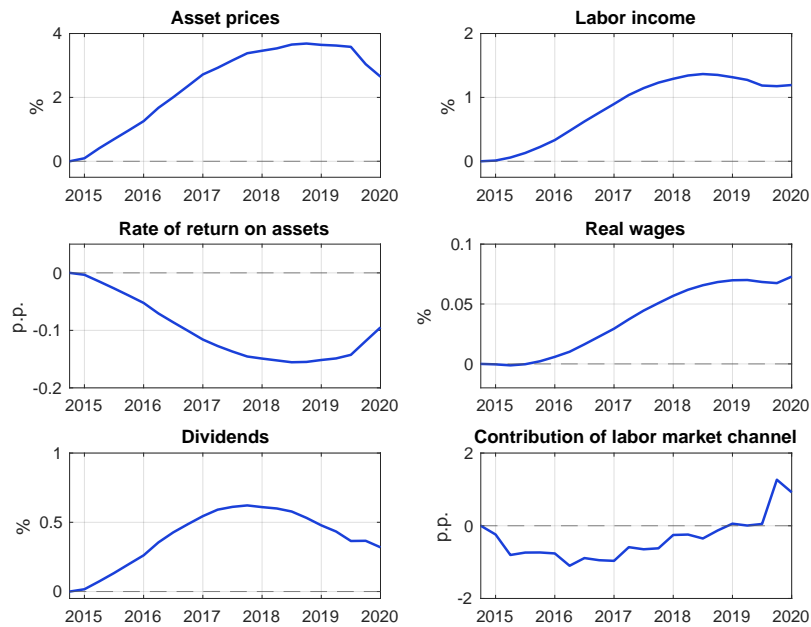 Asset prices
4
2
0
%
2015 2016 2017 2018 2019 2020
Labor income
2
1
0
%
2015 2016 2017 2018 2019 2020
Rate of return on assets
0
-0.1
-0.2
p.p.
2015 2016 2017 2018 2019 2020
Real wages
0.1
0.05
0
%
2015 2016 2017 2018 2019 2020
Dividends
1
0.5
0
%
2015 2016 2017 2018 2019 2020
Contribution of labor market channel
2
0
-2
p.p.
2015 2016 2017 2018 2019 2020